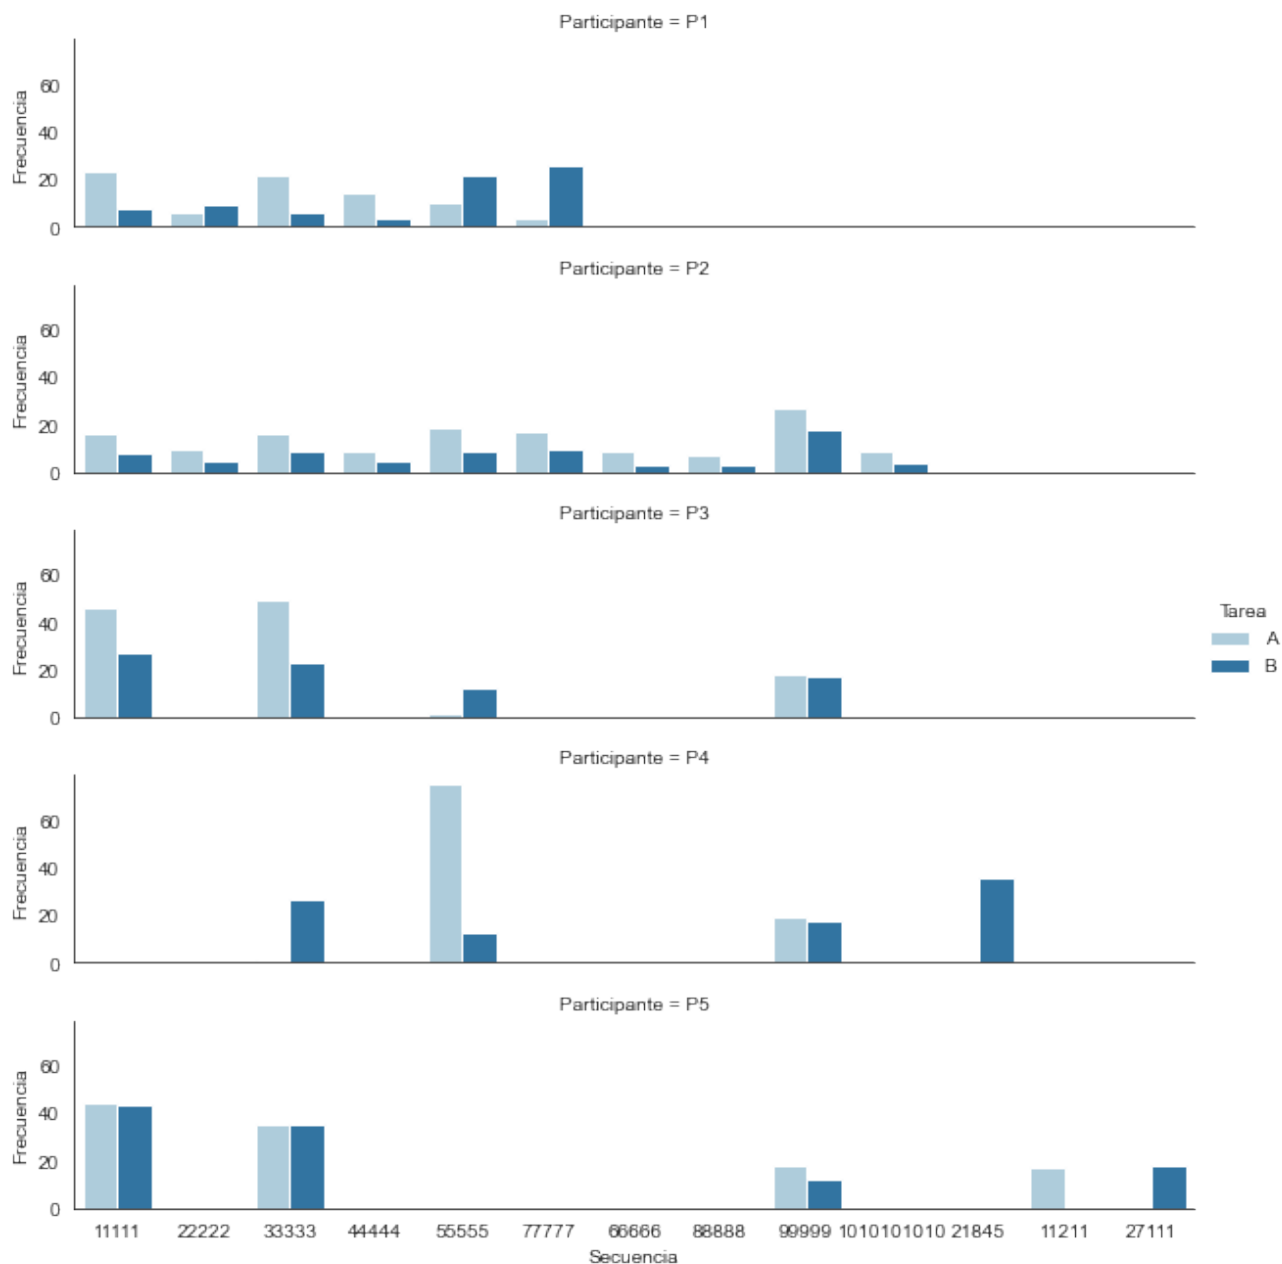 Participante = P1
Frecuencia
60
40
20
0
Participante = P2
Frecuencia
60
40
20
0
Participante = P3
Frecuencia
60
40
20
0
Tarea
A
B
Participante = P4
Frecuencia
60
40
20
0
Participante = P5
Frecuencia
60
40
20
0
11111 22222 33333 44444 55555 77777 66666 88888 99999 1010101010 21845 11211 27111
Secuencia